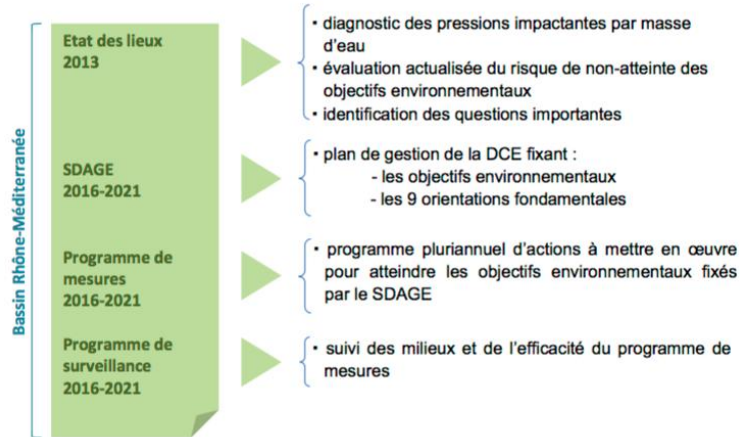 Bassin Rhône-Méditerranée
Etat des lieux
2013
• diagnostic des pressions impactantes par masse
d'eau
• évaluation actualisée du risque de non-atteinte des
objectifs environnementaux
• identification des questions importantes
SDAGE
2016-2021
• plan de gestion de la DCE fixant :
- les objectifs environnementaux
- les 9 orientations fondamentales
Programme de
mesures
2016-2021
• programme pluriannuel d'actions à mettre en œuvre
pour atteindre les objectifs environnementaux fixés
par le SDAGE
Programme de
surveillance
2016-2021
• suivi des milieux et de l'efficacité du programme de
mesures